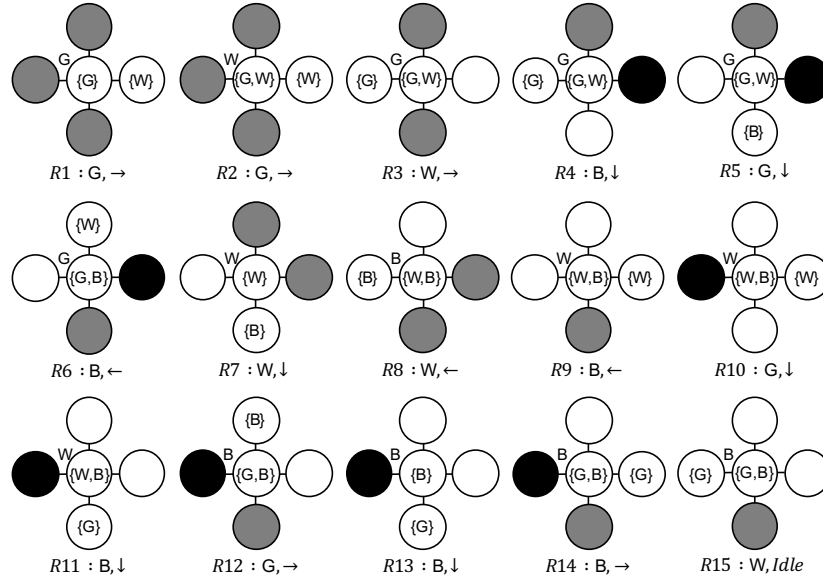 G
{G} {W}
R1 : G, →
W
{G,W} {W}
R2 : G, →
G
{G} {G,W}
R3 : W, →
G
{G} {G,W}
R4 : B, ↓
G
{G,W}
{B}
R5 : G, ↓
{W}
G
{G,B}
R6 : B, ←
W
{W}
{B}
R7 : W, ↓
B
{B} {W,B}
R8 : W, ←
W
{W,B} {W}
R9 : B, ←
W
{W,B} {W}
R10 : G, ↓
W
{W,B}
{G}
R11 : B, ↓
{B}
B
{G,B}
R12 : G, →
B
{B}
{G}
R13 : B, ↓
B
{G,B} {G}
R14 : B, →
B
{G} {G,B}
R15 : W, Idle